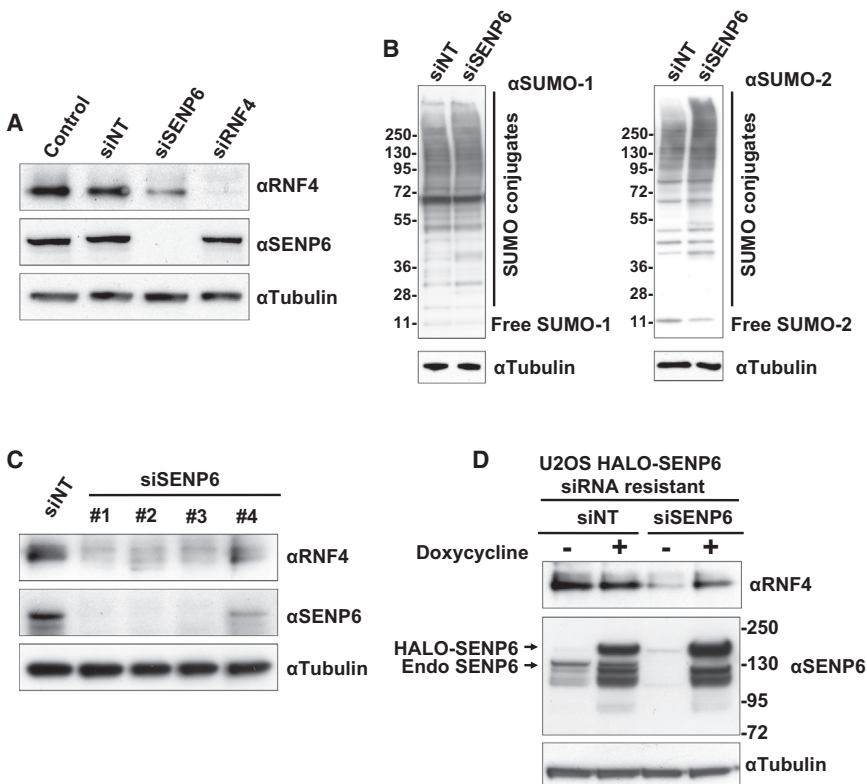 A
Control
siNT
siSENP6
siRNF4
αRNF4
αSENP6
αTubulin
B
siNT
siSENP6
αSUMO-1
250-
130-
95-
72-
55-
36-
28-
11-
SUMO conjugates
Free SUMO-1
αTubulin
siNT
siSENP6
αSUMO-2
250-
130-
95-
72-
55-
36-
28-
11-
SUMO conjugates
Free SUMO-2
αTubulin
C
siNT
siSENP6
#1 #2 #3 #4
αRNF4
αSENP6
αTubulin
D
U2OS HALO-SENP6
siRNA resistant
siNT siSENP6
Doxycycline - + - +
αRNF4
HALO-SENP6
Endo SENP6
-250
-130
αSENP6
-95
-72
αTubulin